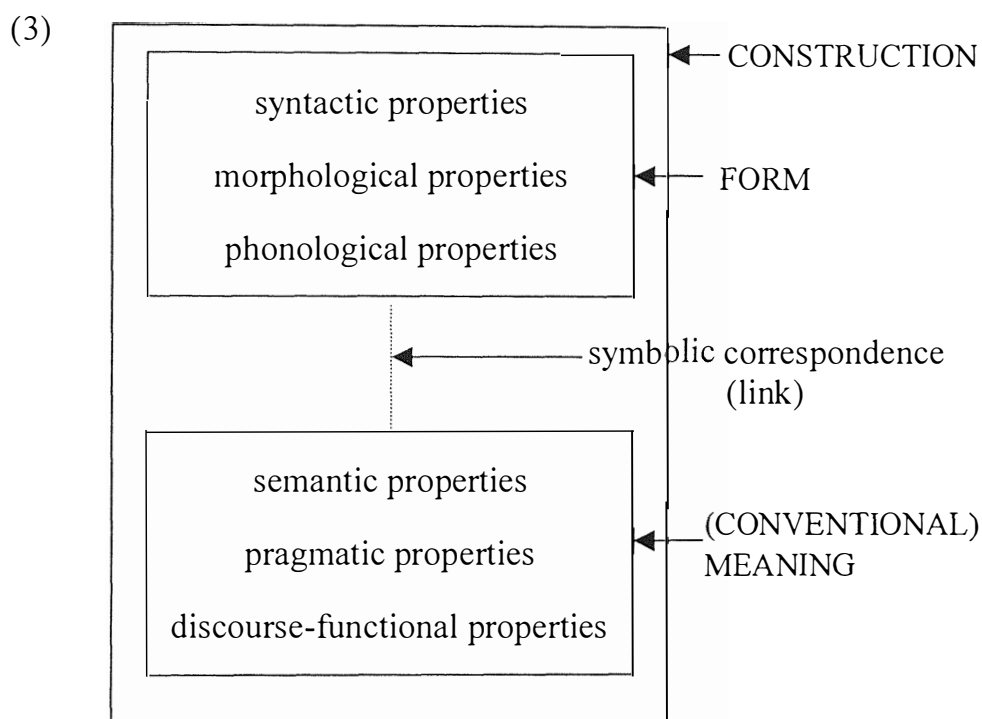 (3)
CONSTRUCTION
syntactic properties
morphological properties
FORM
phonological properties
symbolic correspondence
(link)
semantic properties
(CONVENTIONAL)
MEANING
pragmatic properties
discourse-functional properties